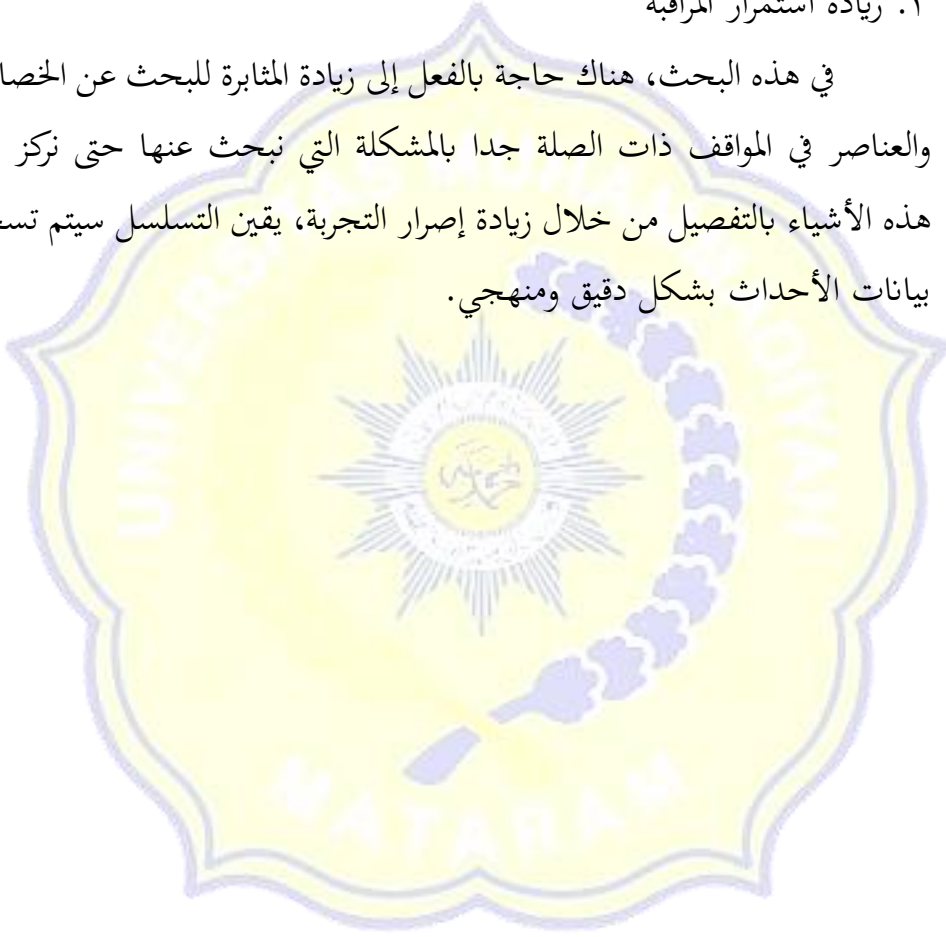 ١. زيادة استمرار المراقبة
في هذه البحث، هناك حاجة بالفعل إلى زيادة المثابرة للبحث عن
والعناصر في المواقف ذات الصلة جدا بالمشكلة التي نبحث عنها حتى نركز
هذه الأشياء بالتفصيل من خلال زيادة إصرار التجربة، يقين التسلسل سيتم
بيانات الأحداث بشكل دقيق ومنهجي.
MATARAM